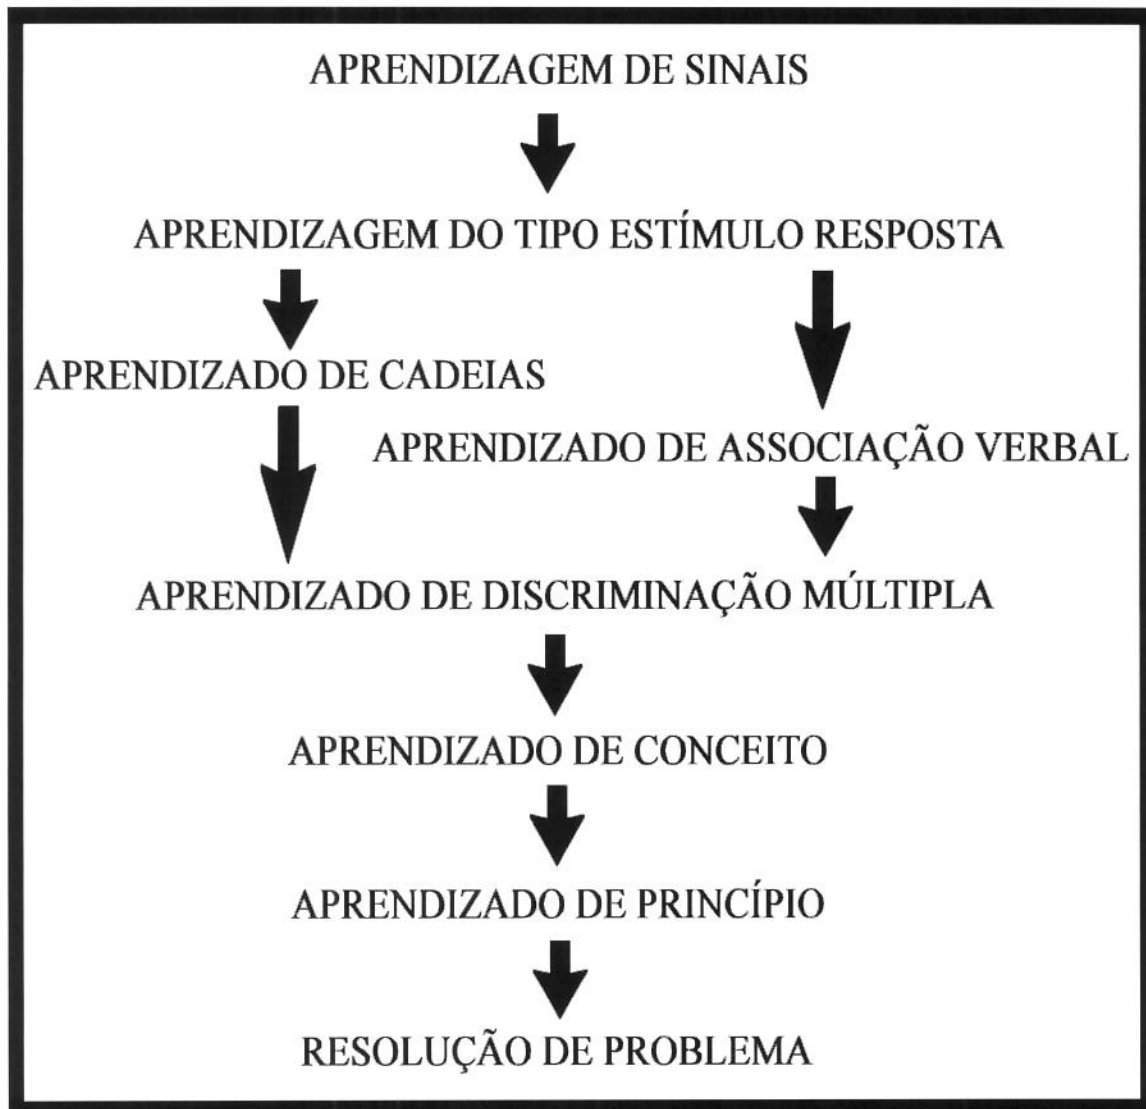 APRENDIZAGEM DE SINAIS
APRENDIZAGEM DO TIPO ESTÍMULO RESPOSTA
APRENDIZADO DE CADEIAS
APRENDIZADO DE ASSOCIAÇÃO VERBAL
APRENDIZADO DE DISCRIMINAÇÃO MÚLTIPLA
APRENDIZADO DE CONCEITO
APRENDIZADO DE PRINCÍPIO
RESOLUÇÃO DE PROBLEMA